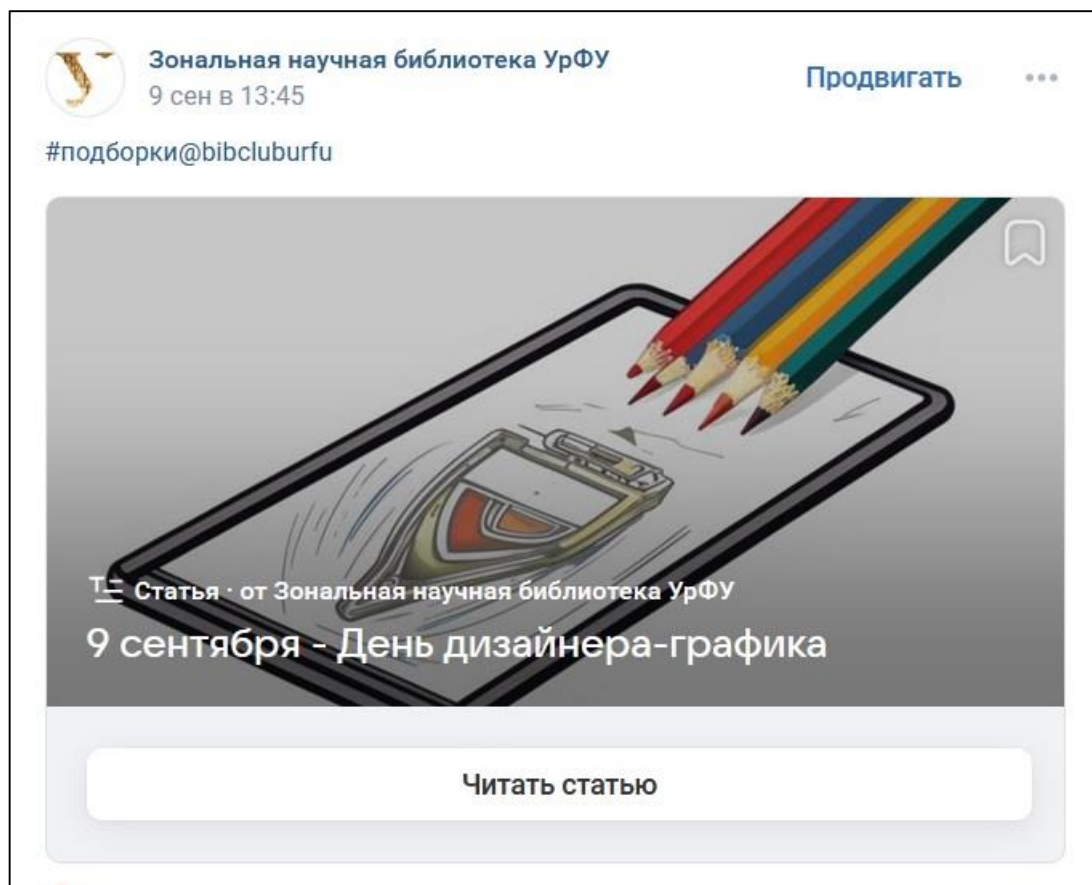 Зональная научная библиотека УрФУ
9 сен в 13:45
Продвигать
#подборки@bibcluburfu
Статья · от Зональная научная библиотека УрФУ
9 сентября - День дизайнера-графика
Читать статью